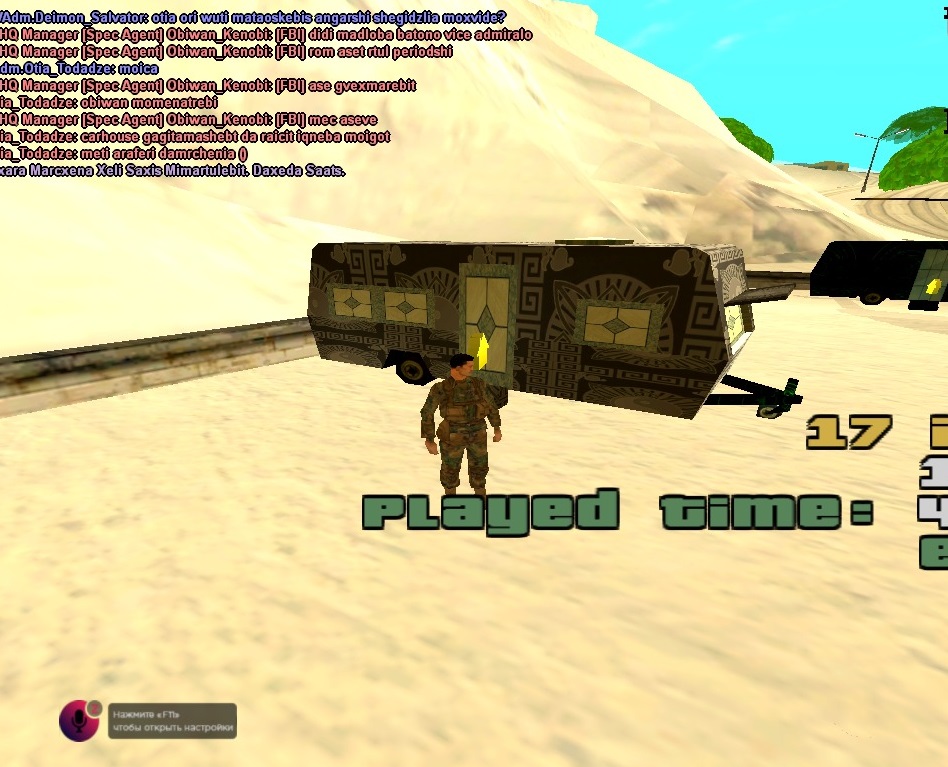 /Adm.Deimon_Salvator: otia ori wuti mataoskebis angarshi shegidzlia moxvide?
HQ Manager [Spec Agent] Obiwan_Kenobi: [FBI] didi madloba batono vice admiralo
HQ Manager [Spec Agent] Obiwan_Kenobi: [FBI] rom aset rtul periodshi
dm.Otia_Todadze: moica
HQ Manager [Spec Agent] Obiwan_Kenobi: [FBI] ase gvexmarebit
ia_Todadze: obiwan momenatrebi
HQ Manager [Spec Agent] Obiwan_Kenobi: [FBI] mec aseve
ia_Todadze: carhouse gagitamashebt da raicit iqneba moigot
ia_Todadze: meti araferi damrchenia ()
xara Marcxena Xeli Saxis Mimartulebit. Daxeda Saats.
17
Played time:
Нажмите «F11»
чтобы открыть настройки